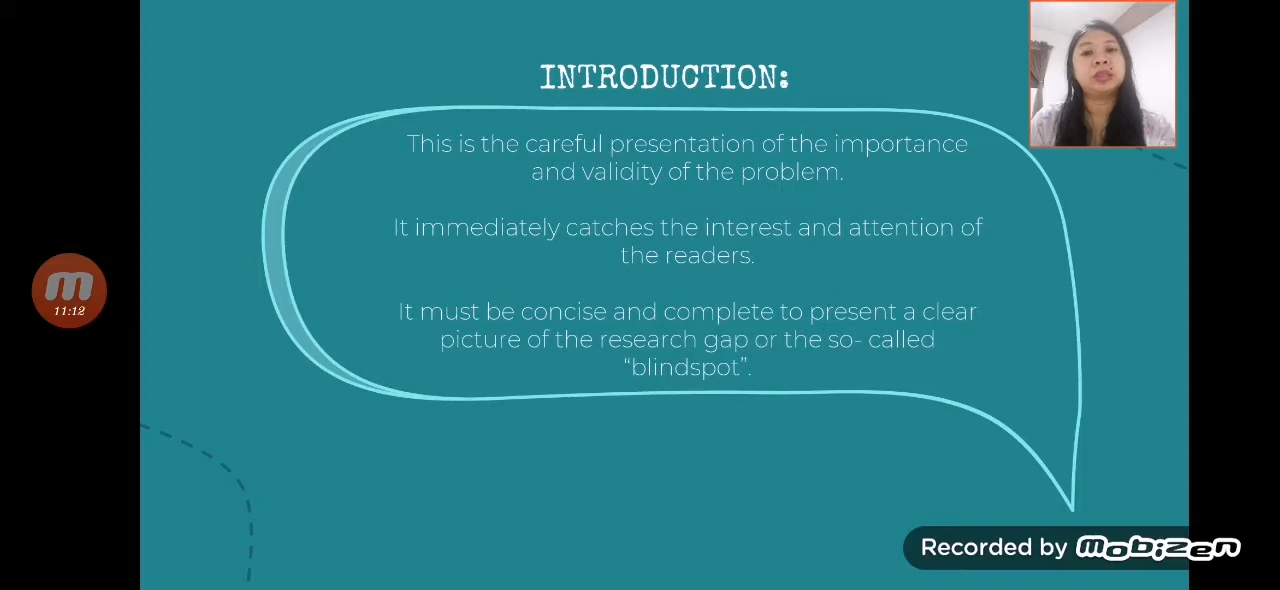 INTRODUCTION:
This is the careful presentation of the importance
and validity of the problem.
It immediately catches the interest and attention of
the readers.
It must be concise and complete to present a clear
picture of the research gap or the so- called
“blindspot”.
m
11:12
Recorded by mobizen